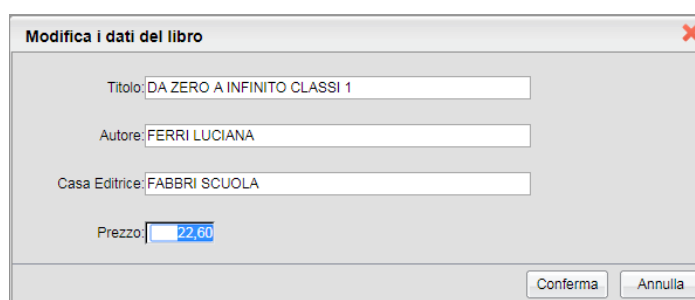 Modifica i dati del libro
Titolo: DA ZERO A INFINITO CLASSI 1
Autore: FERRI LUCIANA
Casa Editrice: FABBRI SCUOLA
Prezzo: 22,60
Conferma Annulla